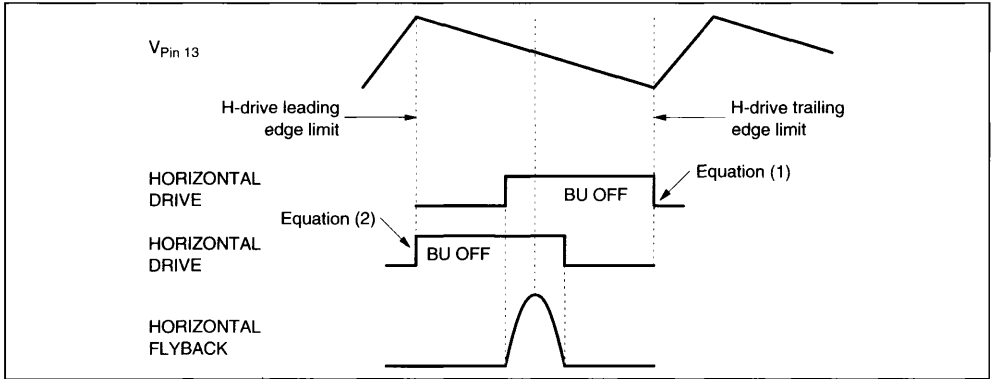 V Pin 13
H-drive leading
edge limit
H-drive trailing
edge limit
HORIZONTAL
DRIVE
BU OFF
Equation (1)
Equation (2)
HORIZONTAL
DRIVE
BU OFF
HORIZONTAL
FLYBACK